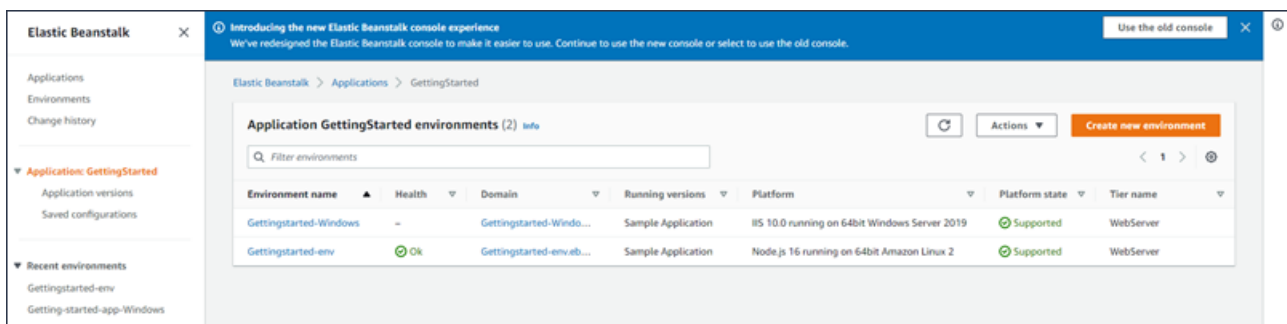 Elastic Beanstalk
Applications
Environments
Change history
Application: GettingStarted
Application versions
Saved configurations
Recent environments
Gettingstarted-env
Getting-started-app-Windows
Introducing the new Elastic Beanstalk console experience
We've redesigned the Elastic Beanstalk console to make it easier to use. Continue to use the new console or select to use the old console.
Use the old console
Elastic Beanstalk > Applications > GettingStarted
Application GettingStarted environments (2) Info
Actions
Create new environment
Filter environments
< 1 >
Environment name Health Domain Running versions Platform Platform state Tier name
Gettingstarted-Windows – Gettingstarted-Windo... Sample Application IIS 10.0 running on 64bit Windows Server 2019 Supported WebServer
Gettingstarted-env Ok Gettingstarted-env.eb... Sample Application Node.js 16 running on 64bit Amazon Linux 2 Supported WebServer